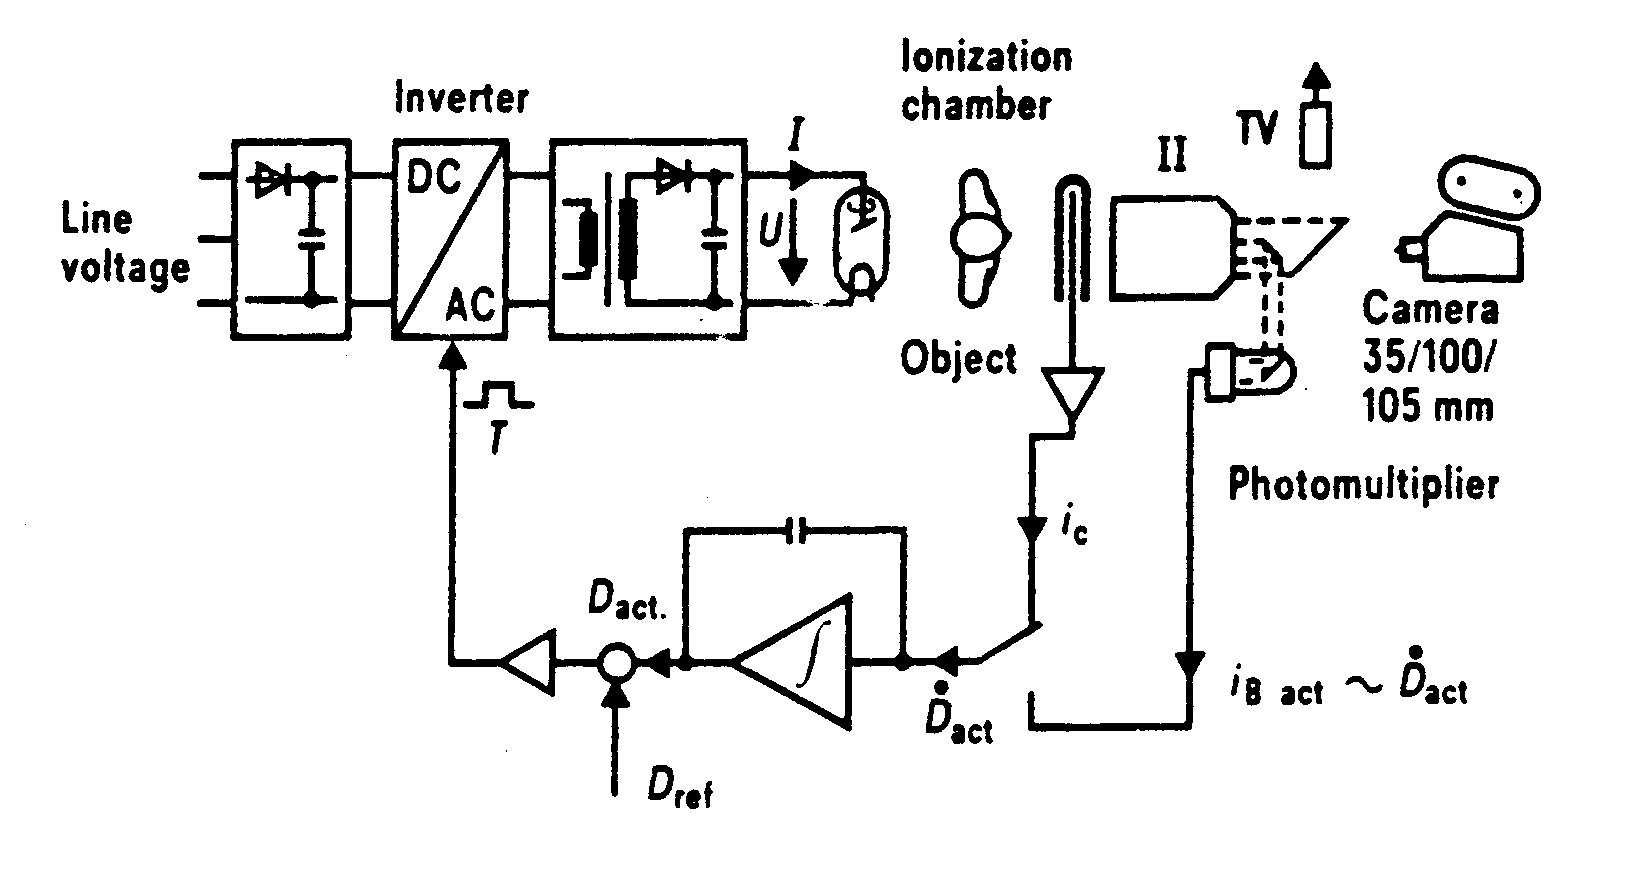 Ionization
chamber
Inverter
TV
II
I
DC
Line
voltage
U
AC
Camera
35/100/
105 mm
Object
T
Photomultiplier
i_c
D_act.
∫
i_B act ~ Ḋ_act
Ḋ_act
D_ref